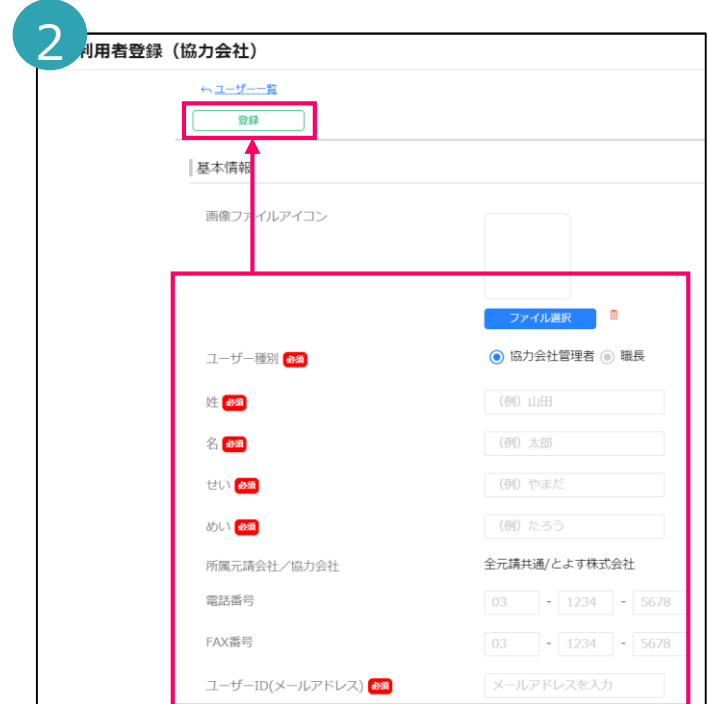 2
利用者登録（協力会社）
ユーザー一覧
登録
基本情報
画像ファイルアイコン
ファイル選択
ユーザー種別 必須 協力会社管理者 職長
姓 必須 （例）山田
名 必須 （例）太郎
せい 必須 （例）やまだ
めい 必須 （例）たろう
所属元請会社／協力会社 全元請共通/とよす株式会社
電話番号 03 - 1234 - 5678
FAX番号 03 - 1234 - 5678
ユーザーID(メールアドレス) 必須 メールアドレスを入力